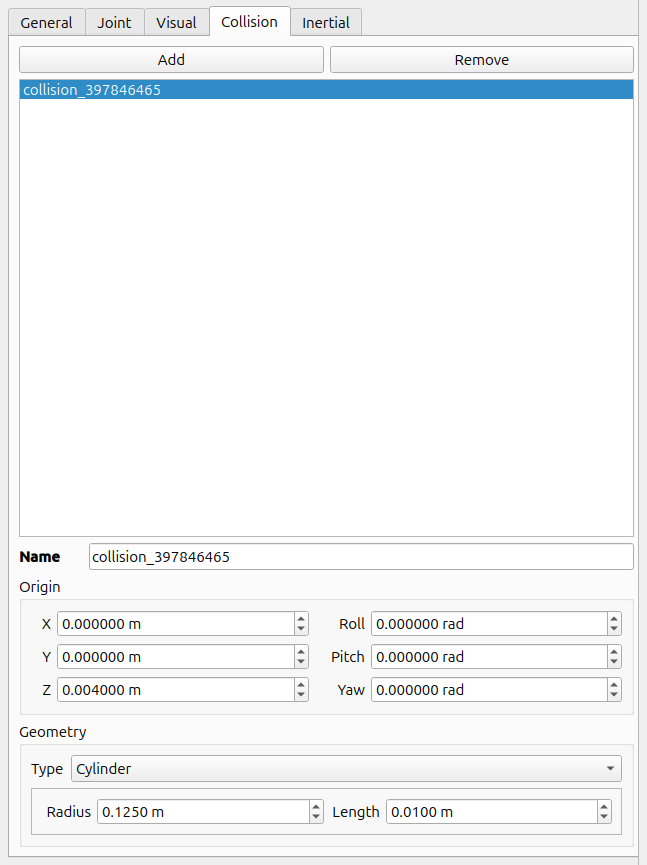 General Joint Visual Collision Inertial
Add Remove
collision_397846465
Name collision_397846465
Origin
X 0.000000 m Roll 0.000000 rad
Y 0.000000 m Pitch 0.000000 rad
Z 0.004000 m Yaw 0.000000 rad
Geometry
Type Cylinder
Radius 0.1250 m Length 0.0100 m